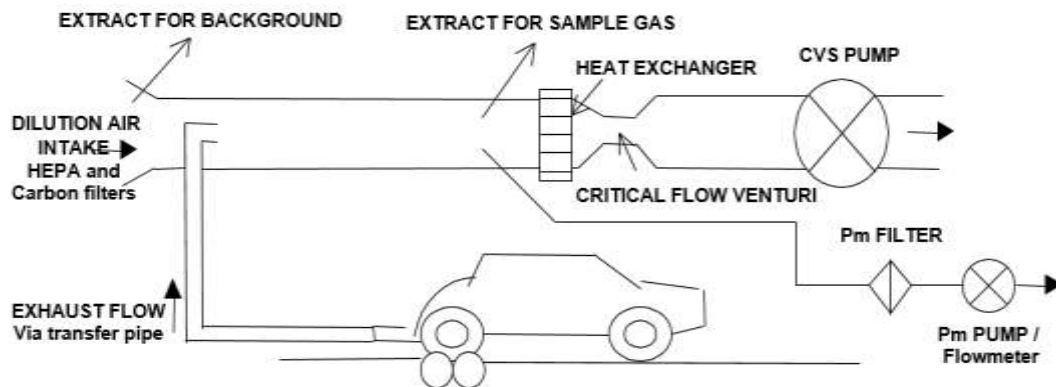 EXTRACT FOR BACKGROUND
EXTRACT FOR SAMPLE GAS
CVS PUMP
HEAT EXCHANGER
DILUTION AIR
INTAKE
HEPA and
Carbon filters
CRITICAL FLOW VENTURI
Pm FILTER
EXHAUST FLOW
Via transfer pipe
Pm PUMP /
Flowmeter